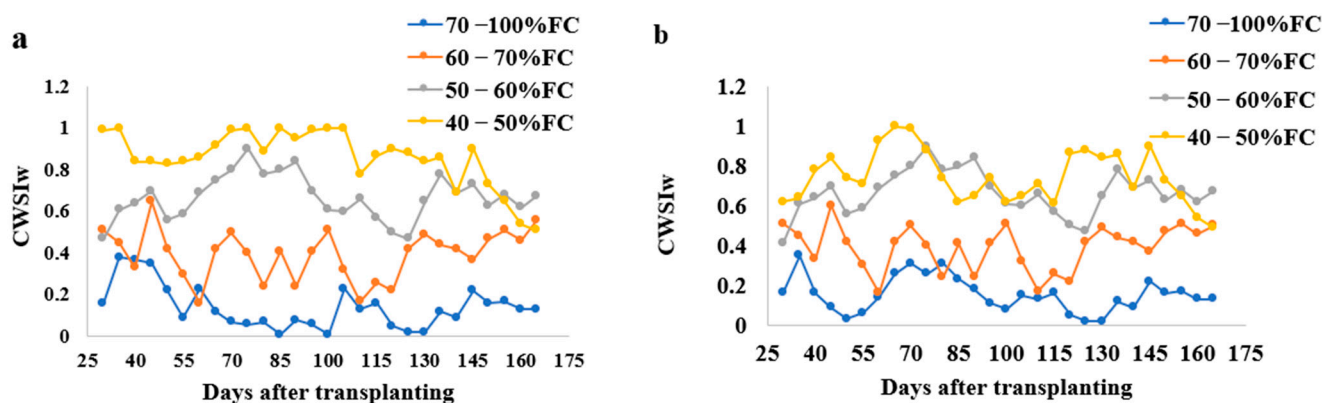 a
70 –100%FC
60 – 70%FC
50 – 60%FC
40 – 50%FC
1.2
1
0.8
0.6
0.4
0.2
0
CWSIw
25 35 40 55 70 85 100 115 130 145 160 175
Days after transplanting
b
70 –100%FC
60 – 70%FC
50 – 60%FC
40 – 50%FC
1.2
1
0.8
0.6
0.4
0.2
0
CWSIw
25 30 40 55 70 85 100 115 130 145 160 175
Days after transplanting